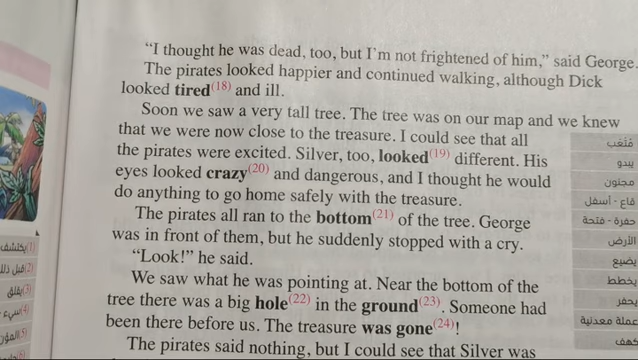 “I thought he was dead, too, but I’m not frightened of him,” said George.
The pirates looked happier and continued walking, although Dick
looked tired(18) and ill.
Soon we saw a very tall tree. The tree was on our map and we knew
that we were now close to the treasure. I could see that all
the pirates were excited. Silver, too, looked(19) different. His
eyes looked crazy(20) and dangerous, and I thought he would
do anything to go home safely with the treasure.
The pirates all ran to the bottom(21) of the tree. George
was in front of them, but he suddenly stopped with a cry.
“Look!” he said.
We saw what he was pointing at. Near the bottom of the
tree there was a big hole(22) in the ground(23). Someone had
been there before us. The treasure was gone(24)!
The pirates said nothing, but I could see that Silver was
مُتْعَب
يبدو
مجنون
قاع - أسفل
حفرة - فتحة
الأرض
يضيع
يخطط
يحفر
عملة معدنية
كهف
(1) يكتشف
(3) يقلق